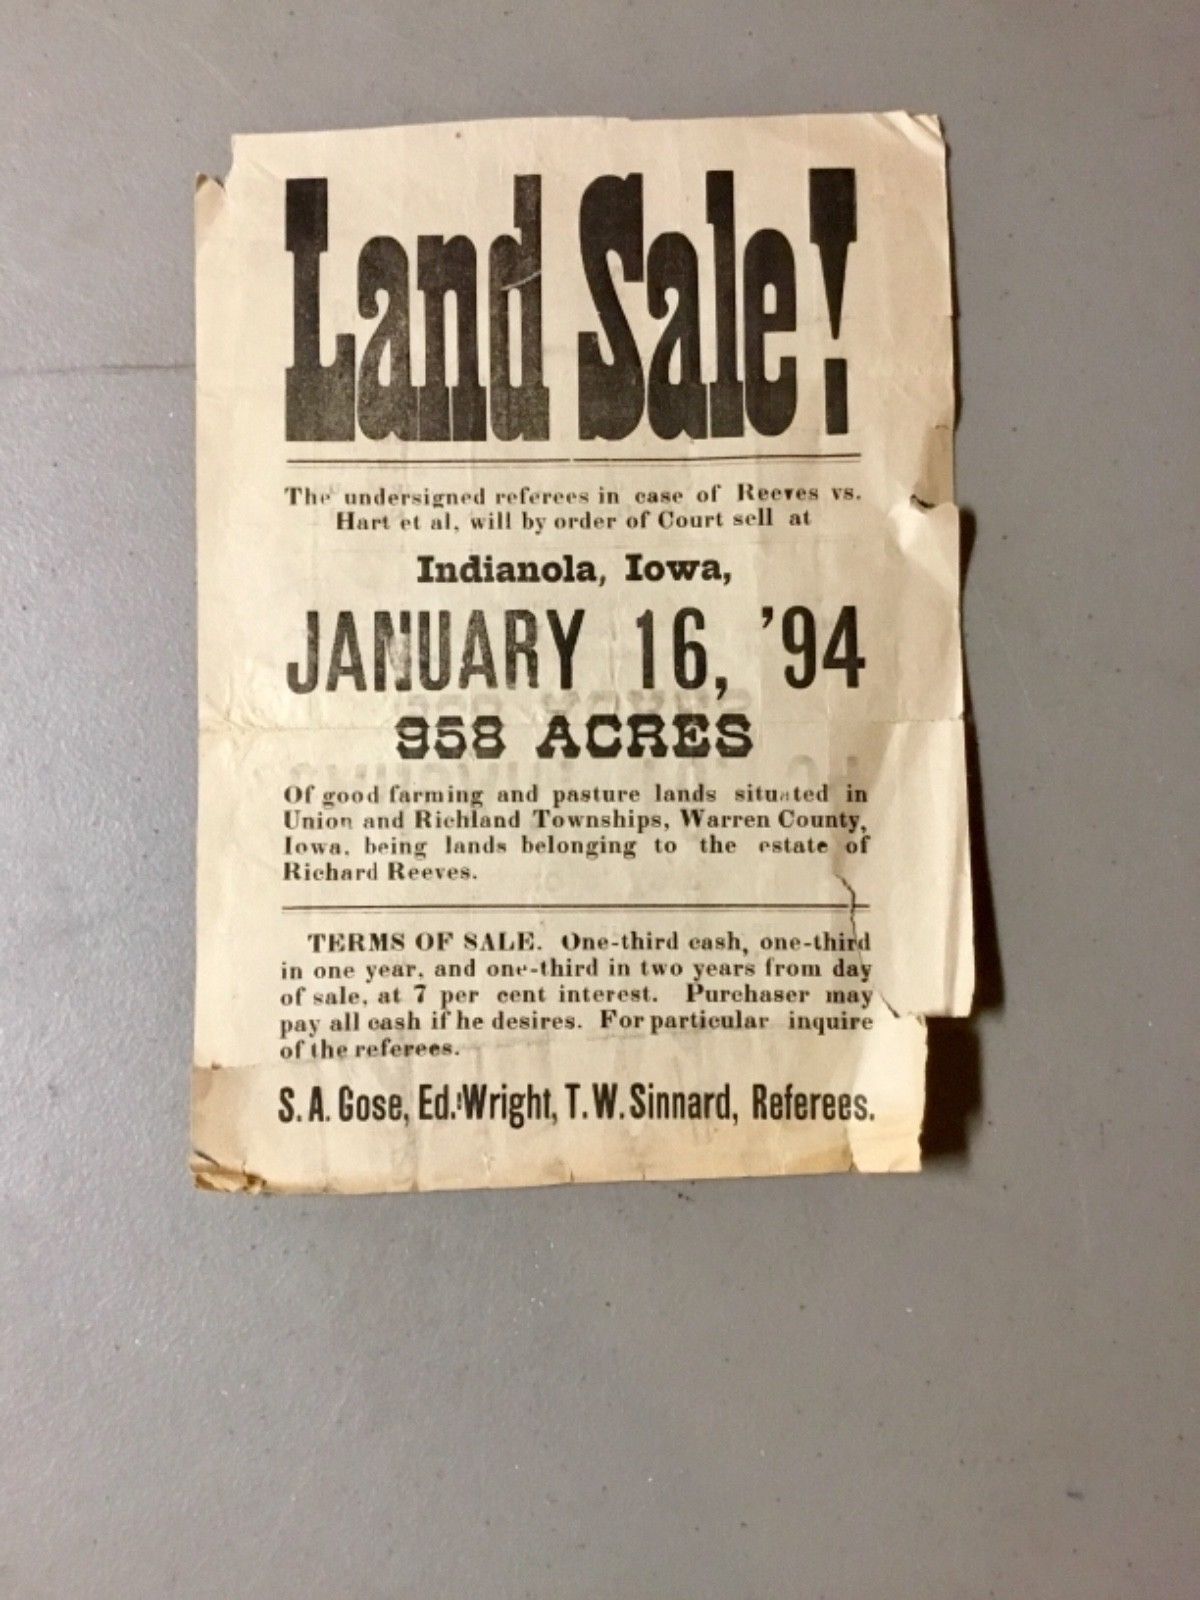 Land Sale!
The undersigned referees in case of Reeves vs.
Hart et al, will by order of Court sell at
Indianola, Iowa,
JANUARY 16, '94
958 ACRES
Of good farming and pasture lands situated in
Union and Richland Townships, Warren County,
Iowa, being lands belonging to the estate of
Richard Reeves.
TERMS OF SALE. One-third cash, one-third
in one year, and one-third in two years from day
of sale, at 7 per cent interest. Purchaser may
pay all cash if he desires. For particular inquire
of the referees.
S. A. Gose, Ed. Wright, T. W. Sinnard, Referees.